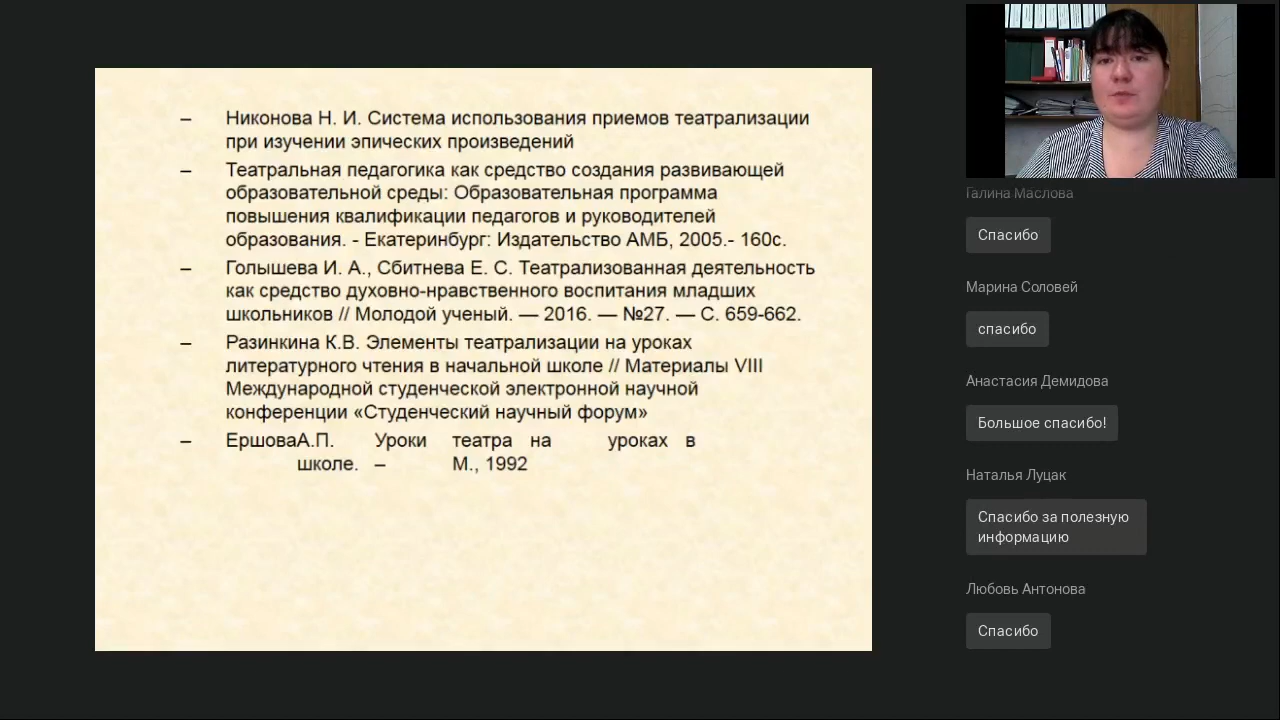 – Никонова Н. И. Система использования приемов театрализации
при изучении эпических произведений
– Театральная педагогика как средство создания развивающей
образовательной среды: Образовательная программа
повышения квалификации педагогов и руководителей
образования. - Екатеринбург: Издательство АМБ, 2005.- 160с.
– Голышева И. А., Сбитнева Е. С. Театрализованная деятельность
как средство духовно-нравственного воспитания младших
школьников // Молодой ученый. — 2016. — №27. — С. 659-662.
– Разинкина К.В. Элементы театрализации на уроках
литературного чтения в начальной школе // Материалы VIII
Международной студенческой электронной научной
конференции «Студенческий научный форум»
– ЕршоваА.П. Уроки театра на уроках в
школе. – М., 1992
Галина Маслова
Спасибо
Марина Соловей
спасибо
Анастасия Демидова
Большое спасибо!
Наталья Луцак
Спасибо за полезную
информацию
Любовь Антонова
Спасибо